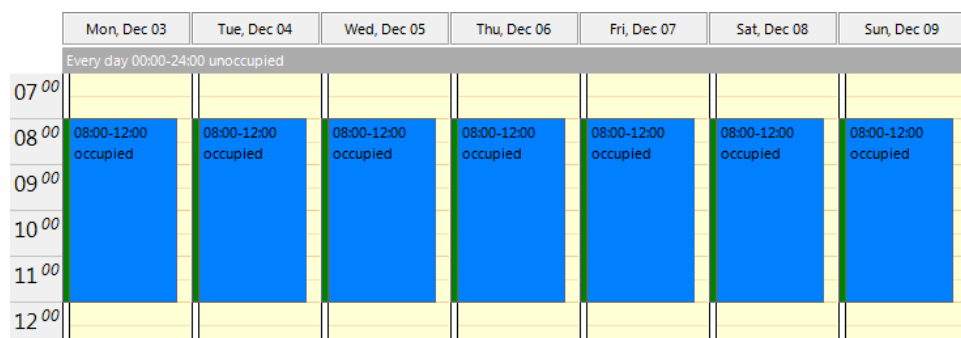 Mon, Dec 03 Tue, Dec 04 Wed, Dec 05 Thu, Dec 06 Fri, Dec 07 Sat, Dec 08 Sun, Dec 09
Every day 00:00-24:00 unoccupied
07 00
08 00 08:00-12:00 08:00-12:00 08:00-12:00 08:00-12:00 08:00-12:00 08:00-12:00 08:00-12:00
occupied occupied occupied occupied occupied occupied occupied
09 00
10 00
11 00
12 00